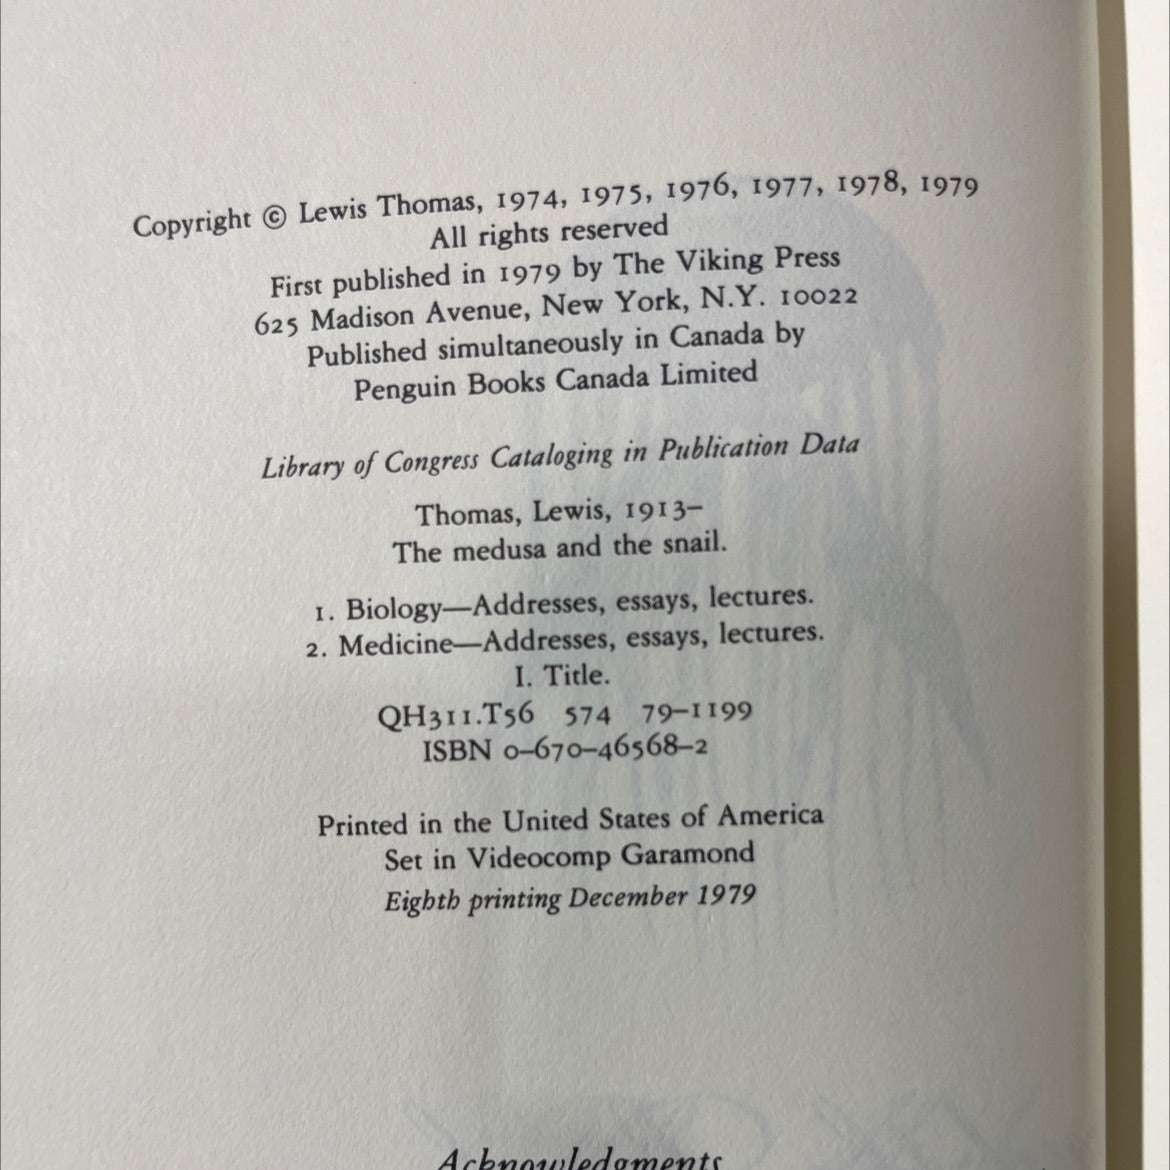 Copyright © Lewis Thomas, 1974, 1975, 1976, 1977, 1978, 1979
All rights reserved
First published in 1979 by The Viking Press
625 Madison Avenue, New York, N.Y. 10022
Published simultaneously in Canada by
Penguin Books Canada Limited
Library of Congress Cataloging in Publication Data
Thomas, Lewis, 1913–
The medusa and the snail.
1. Biology—Addresses, essays, lectures.
2. Medicine—Addresses, essays, lectures.
I. Title.
QH311.T56 574 79–1199
ISBN 0–670–46568–2
Printed in the United States of America
Set in Videocomp Garamond
Eighth printing December 1979
Acknowledgments